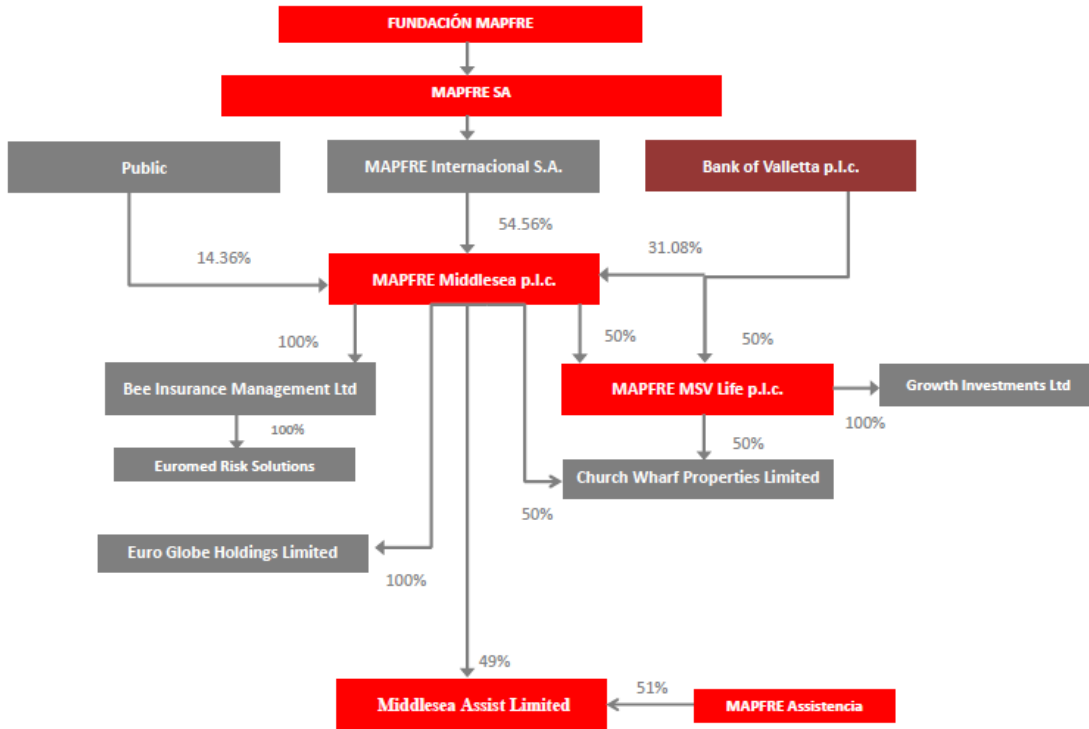 FUNDACIÓN MAPFRE
MAPFRE SA
Public
MAPFRE Internacional S.A.
Bank of Valletta p.l.c.
54.56%
14.36%
31.08%
MAPFRE Middlesea p.l.c.
100%
50%
50%
Bee Insurance Management Ltd
MAPFRE MSV Life p.l.c.
Growth Investments Ltd
100%
100%
50%
Euromed Risk Solutions
Church Wharf Properties Limited
50%
Euro Globe Holdings Limited
100%
49%
51%
Middlesea Assist Limited
MAPFRE Assistencia